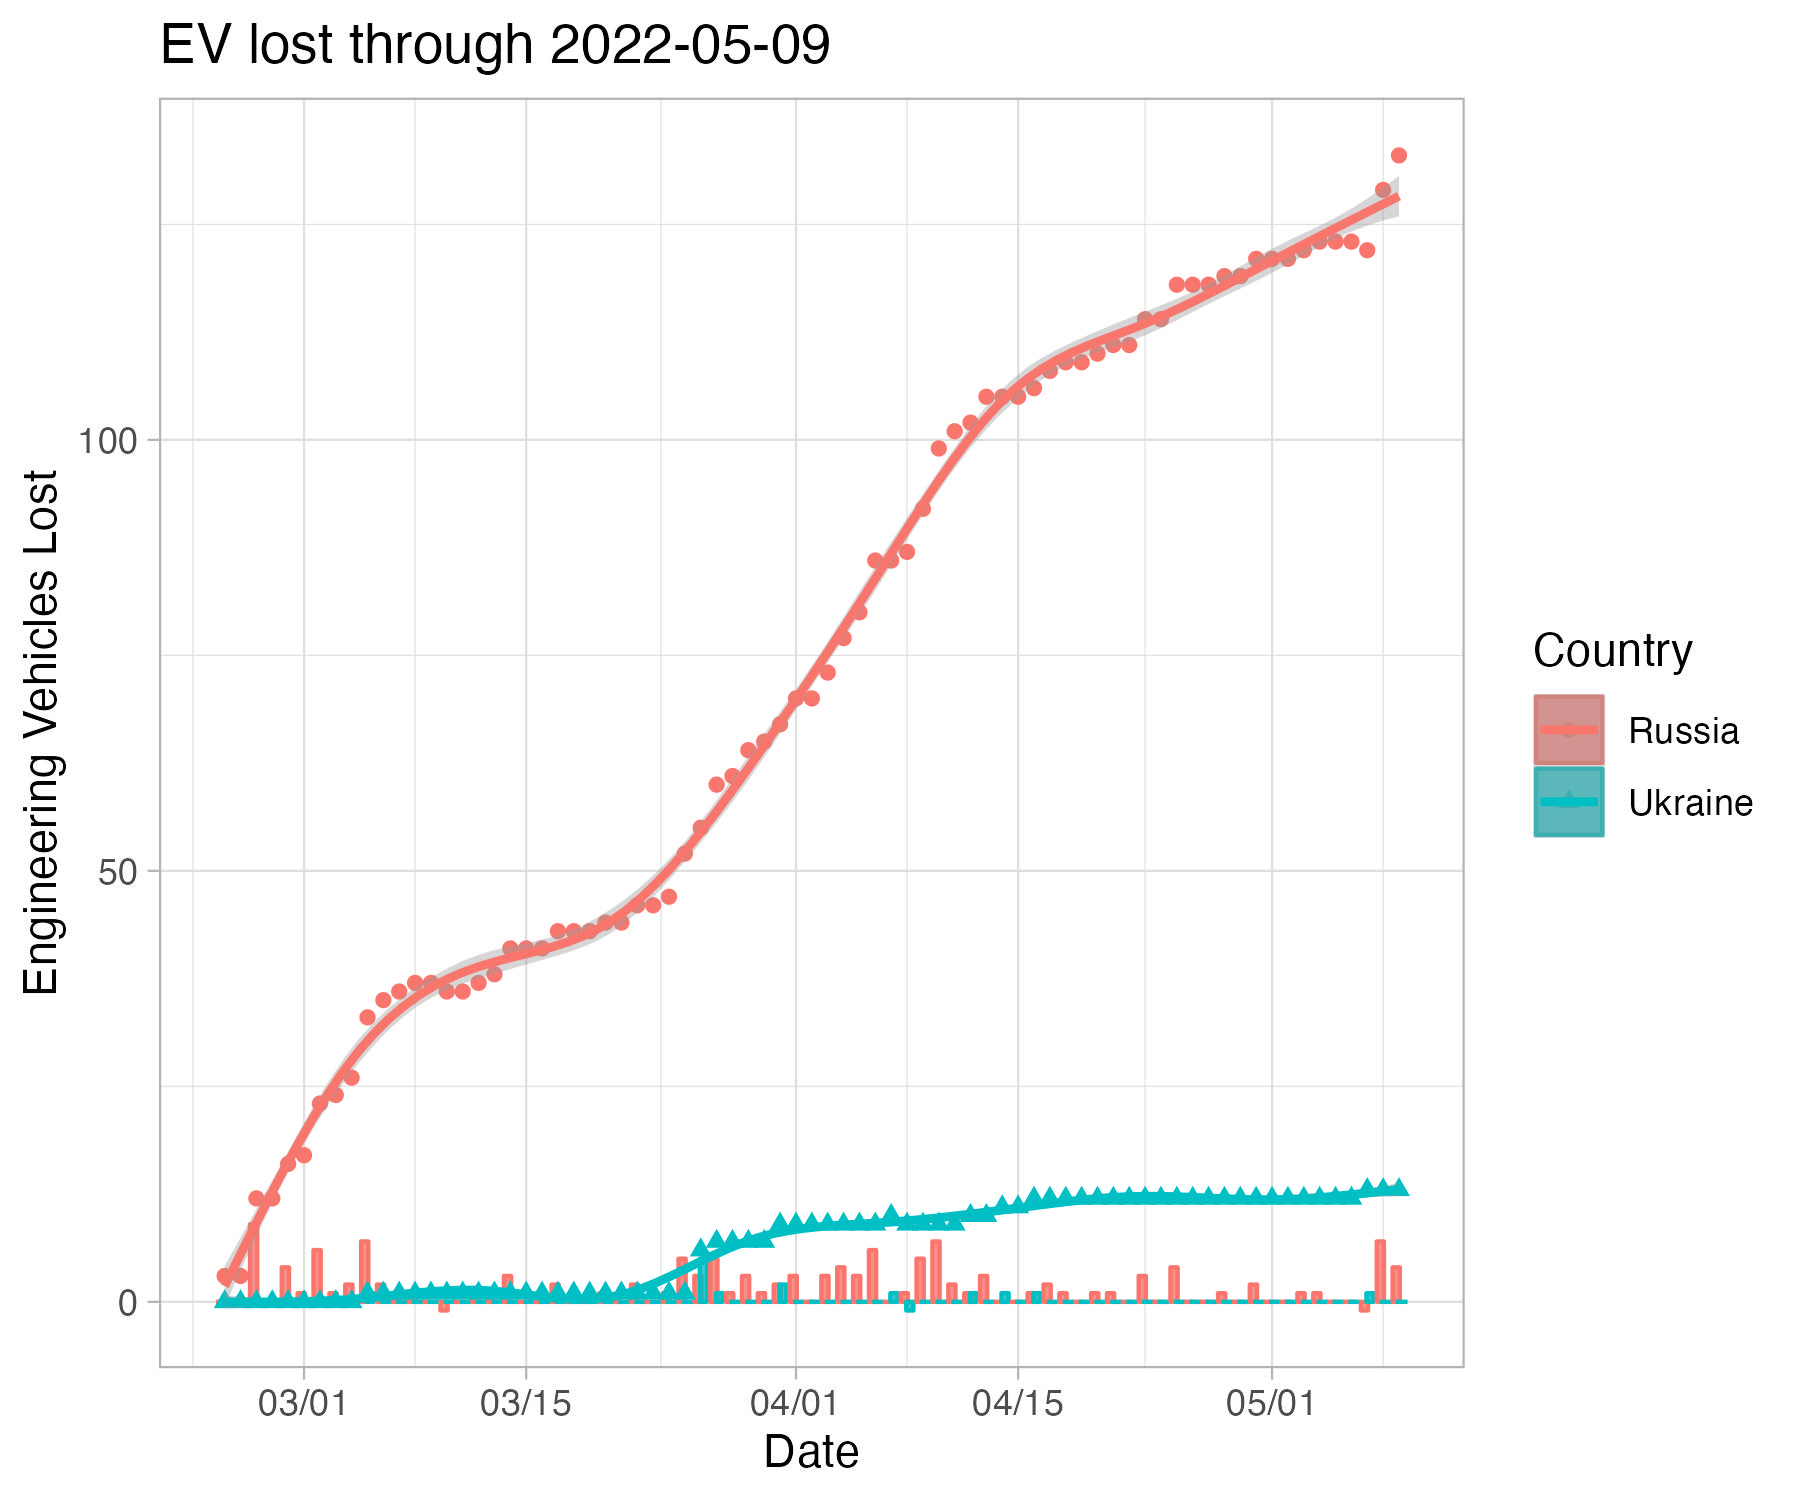 EV lost through 2022-05-09
Engineering Vehicles Lost
100
50
0
03/01
03/15
04/01
04/15
05/01
Date
Country
Russia
Ukraine